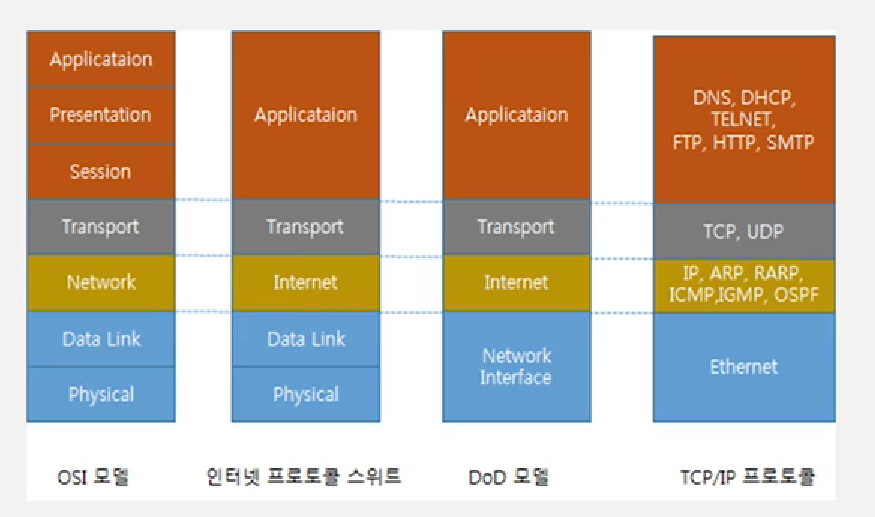 Applicataion
Presentation
Session
Transport
Network
Data Link
Physical
OSI 모델
Applicataion
Transport
Internet
Data Link
Physical
인터넷 프로토콜 스위트
Applicataion
Transport
Internet
Network
Interface
DoD 모델
DNS, DHCP,
TELNET,
FTP, HTTP, SMTP
TCP, UDP
IP, ARP, RARP,
ICMP,IGMP, OSPF
Ethernet
TCP/IP 프로토콜